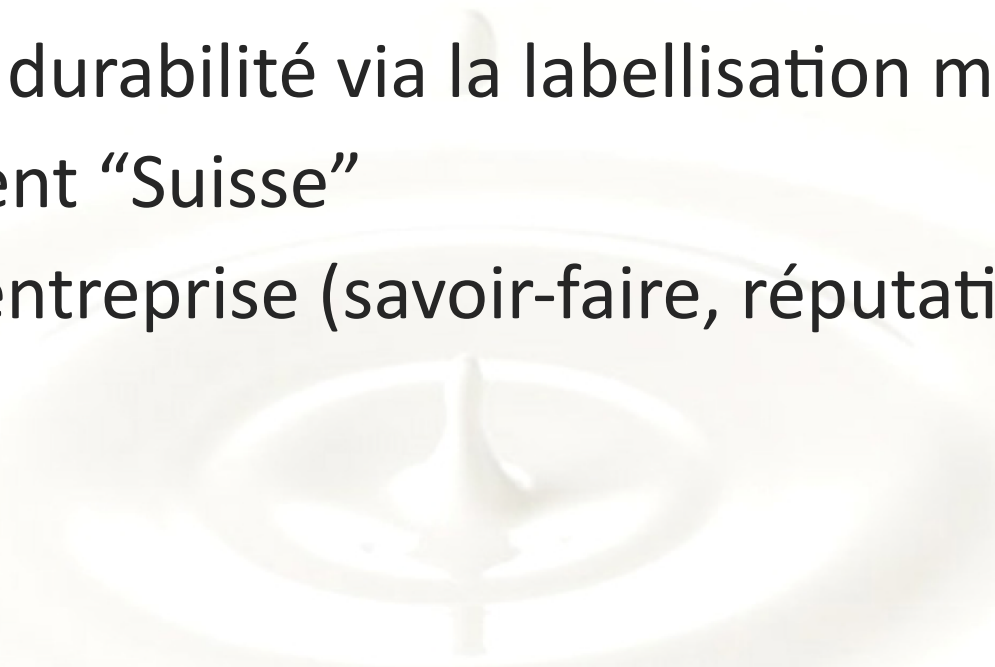 durabilité via la labellisation m
ent “Suisse”
entreprise (savoir-faire, réputati